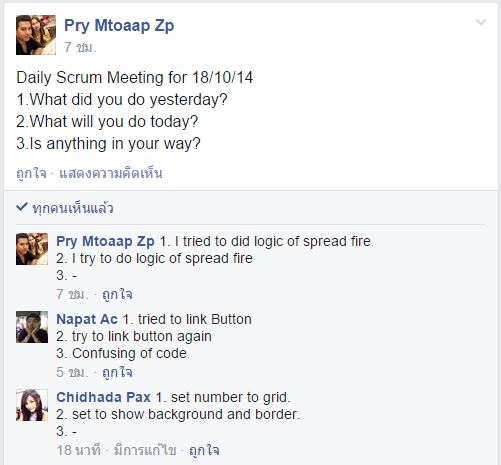 Pry Mtoaap Zp
7 ชม.
Daily Scrum Meeting for 18/10/14
1.What did you do yesterday?
2.What will you do today?
3.Is anything in your way?
ถูกใจ · แสดงความคิดเห็น
ทุกคนเห็นแล้ว
Pry Mtoaap Zp 1. I tried to did logic of spread fire
2. I try to do logic of spread fire
3. -
7 ชม. · ถูกใจ
Napat Ac 1. tried to link Button
2. try to link button again
3. Confusing of code
5 ชม. · ถูกใจ
Chidhada Pax 1. set number to grid.
2. set to show background and border.
3. -
18 นาที · มีการแก้ไข · ถูกใจ